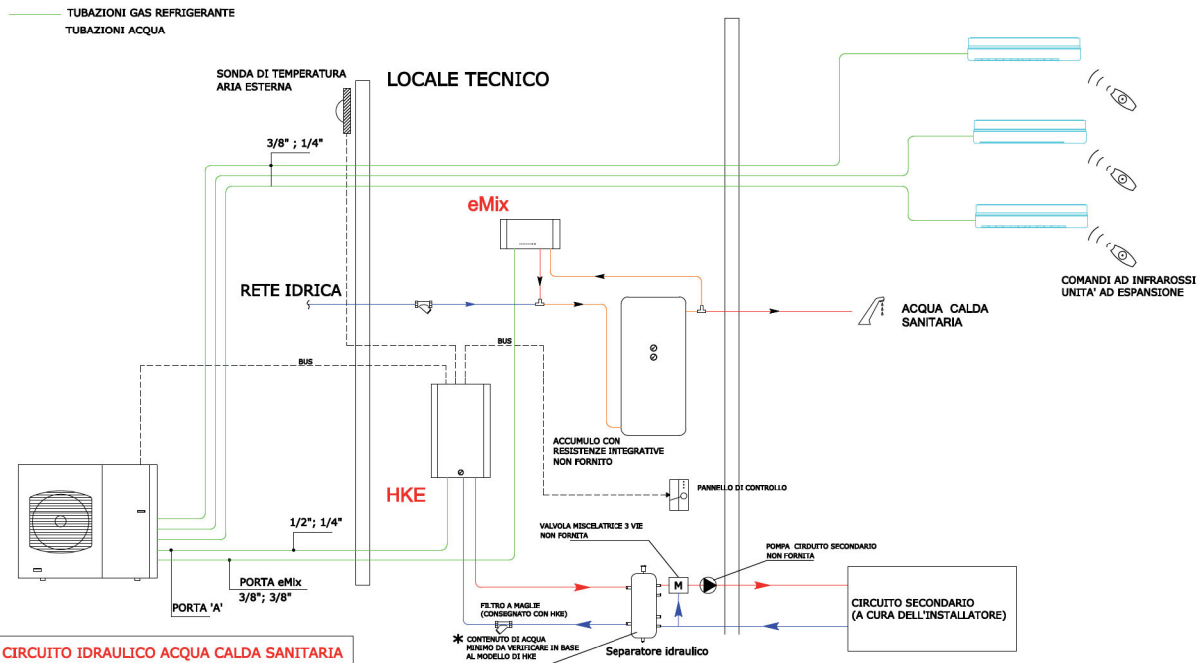 TUBAZIONI GAS REFRIGERANTE
TUBAZIONI ACQUA
SONDA DI TEMPERATURA
ARIA ESTERNA
LOCALE TECNICO
3/8" ; 1/4"
eMix
COMANDI AD INFRAROSSI
UNITA' AD ESPANSIONE
RETE IDRICA
ACQUA CALDA
SANITARIA
BUS
BUS
ACCUMULO CON
RESISTENZE INTEGRATIVE
NON FORNITO
HKE
PANNELLO DI CONTROLLO
1/2"; 1/4"
VALVOLA MISCELATRICE 3 VIE
NON FORNITA
POMPA CIRDUITO SECONDARIO
NON FORNITA
M
PORTA eMix
3/8"; 3/8"
PORTA 'A'
FILTRO A MAGLIE
(CONSEGNATO CON HKE)
CIRCUITO SECONDARIO
(A CURA DELL'INSTALLATORE)
* CONTENUTO DI ACQUA
MINIMO DA VERIFICARE IN BASE
AL MODELLO DI HKE
Separatore idraulico
CIRCUITO IDRAULICO ACQUA CALDA SANITARIA